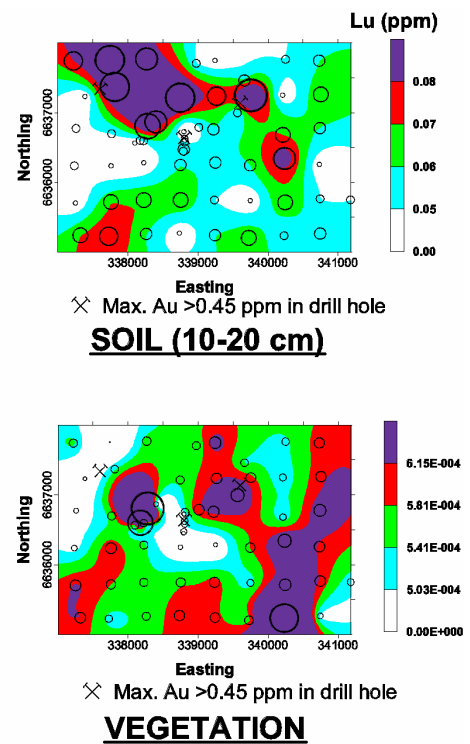 Lu (ppm)
0.08
0.07
0.06
0.05
0.00
Northing
6637000
6636000
338000 339000 340000 341000
Easting
Max. Au >0.45 ppm in drill hole
SOIL (10-20 cm)
6.15E-004
5.81E-004
5.41E-004
5.03E-004
0.00E+000
Northing
6637000
6636000
338000 339000 340000 341000
Easting
Max. Au >0.45 ppm in drill hole
VEGETATION